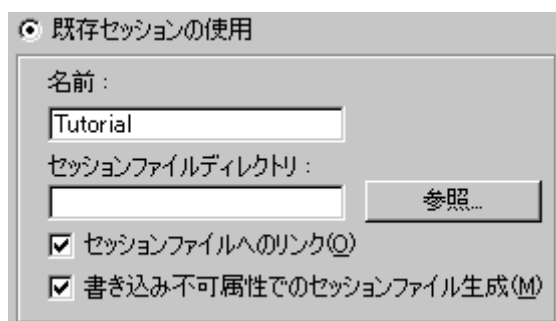 既存セッションの使用
名前：
Tutorial
セッションファイルディレクトリ：
参照...
セッションファイルへのリンク(O)
書き込み不可属性でのセッションファイル生成(M)